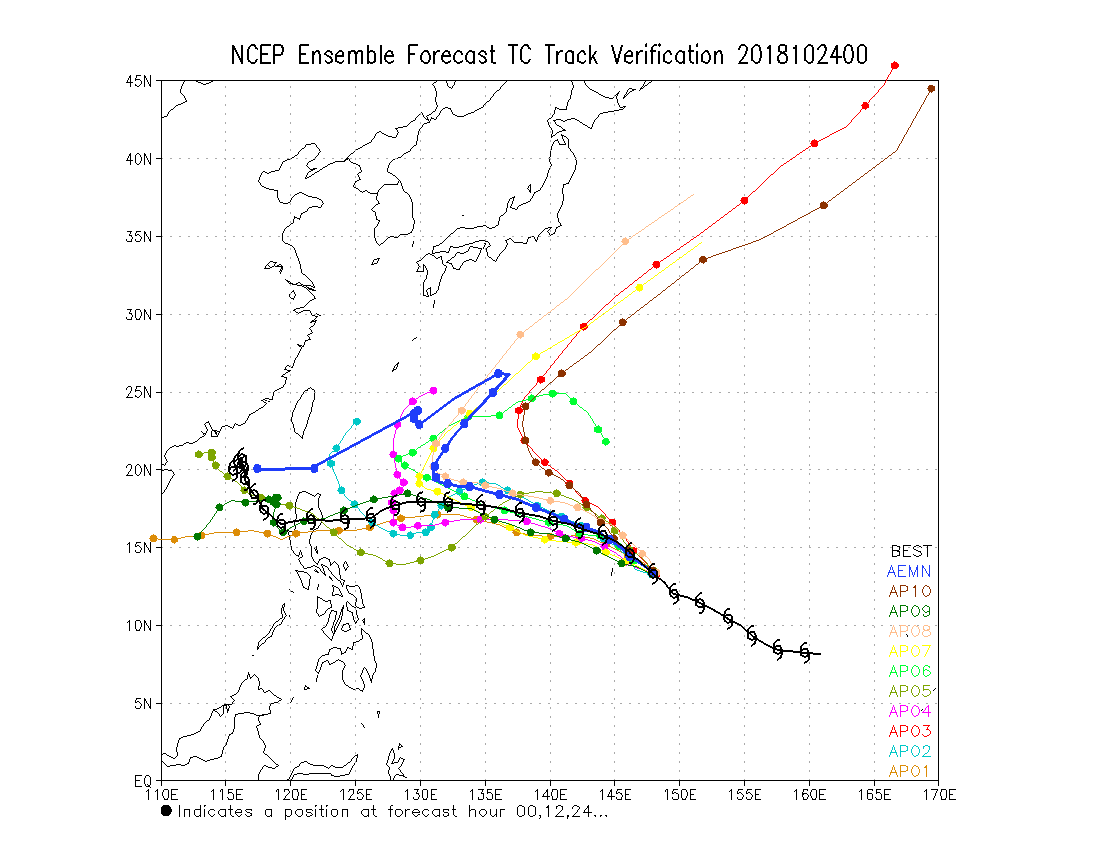 NCEP Ensemble Forecast TC Track Verification 2018102400
45N
40N
35N
30N
25N
20N
15N
10N
5N
EQ
BEST
AEMN
AP10
AP09
AP08
AP07
AP06
AP05
AP04
AP03
AP02
AP01
110E 115E 120E 125E 130E 135E 140E 145E 150E 155E 160E 165E 170E
Indicates a position at forecast hour 00,12,24...